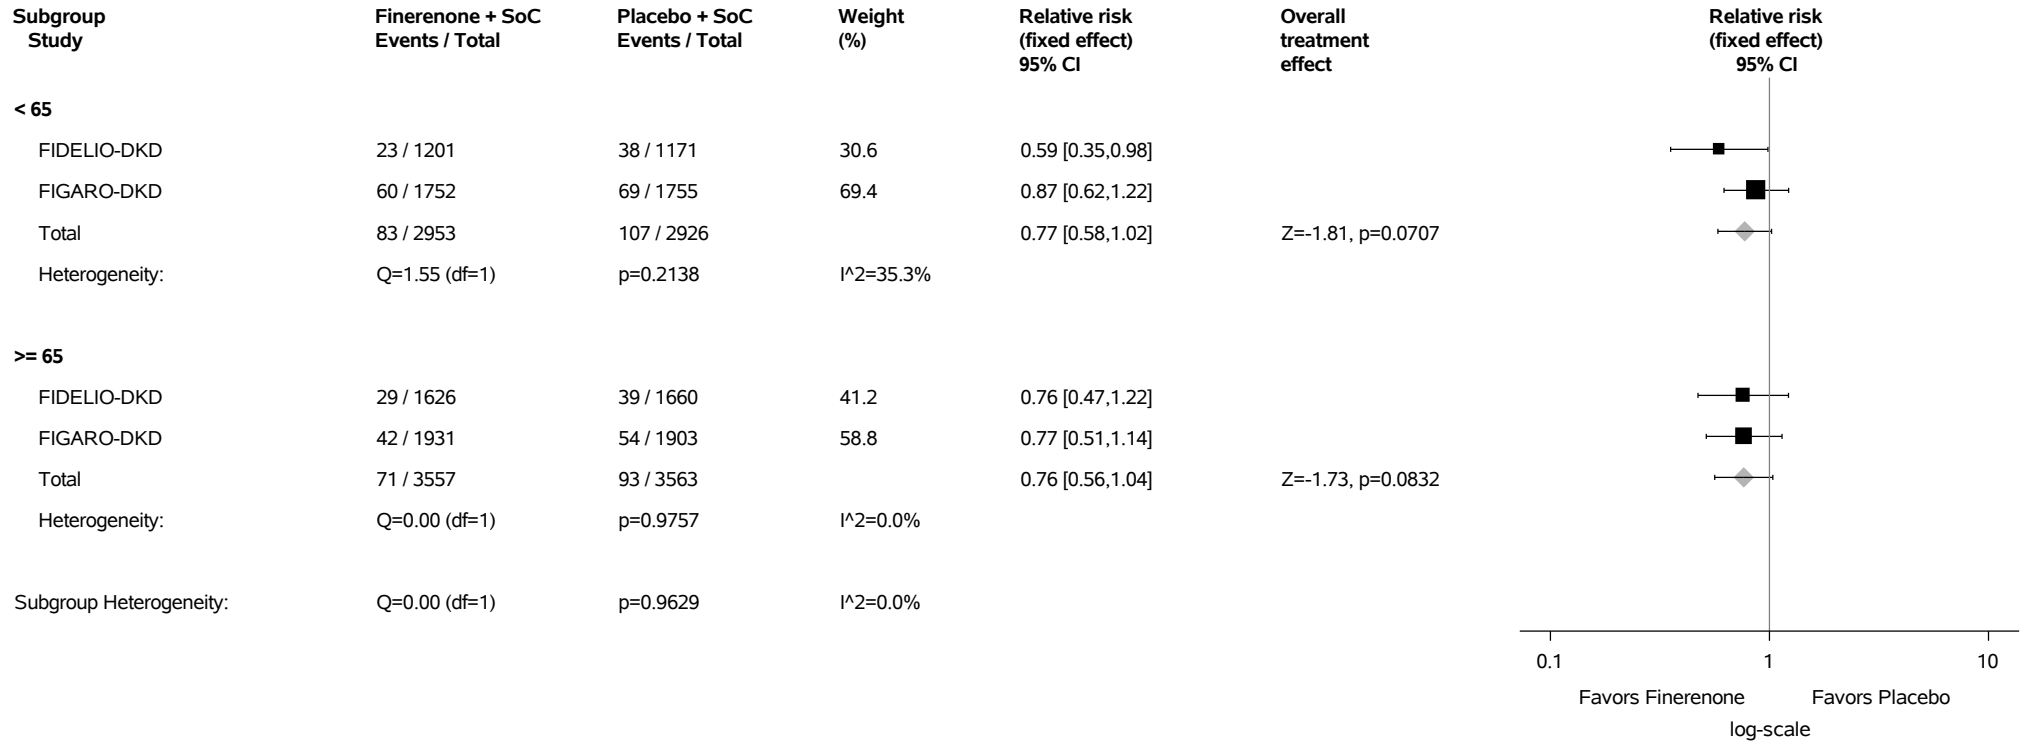 Subgroup Finerenone + SoC Placebo + SoC Weight Relative risk Overall Relative risk
Study Events / Total Events / Total (%) (fixed effect) treatment (fixed effect)
95% CI effect 95% CI
< 65
FIDELIO-DKD 23 / 1201 38 / 1171 30.6 0.59 [0.35,0.98]
FIGARO-DKD 60 / 1752 69 / 1755 69.4 0.87 [0.62,1.22]
Total 83 / 2953 107 / 2926 0.77 [0.58,1.02] Z=-1.81, p=0.0707
Heterogeneity: Q=1.55 (df=1) p=0.2138 I^2=35.3%
>= 65
FIDELIO-DKD 29 / 1626 39 / 1660 41.2 0.76 [0.47,1.22]
FIGARO-DKD 42 / 1931 54 / 1903 58.8 0.77 [0.51,1.14]
Total 71 / 3557 93 / 3563 0.76 [0.56,1.04] Z=-1.73, p=0.0832
Heterogeneity: Q=0.00 (df=1) p=0.9757 I^2=0.0%
Subgroup Heterogeneity: Q=0.00 (df=1) p=0.9629 I^2=0.0%
0.1 1 10
Favors Finerenone Favors Placebo
log-scale